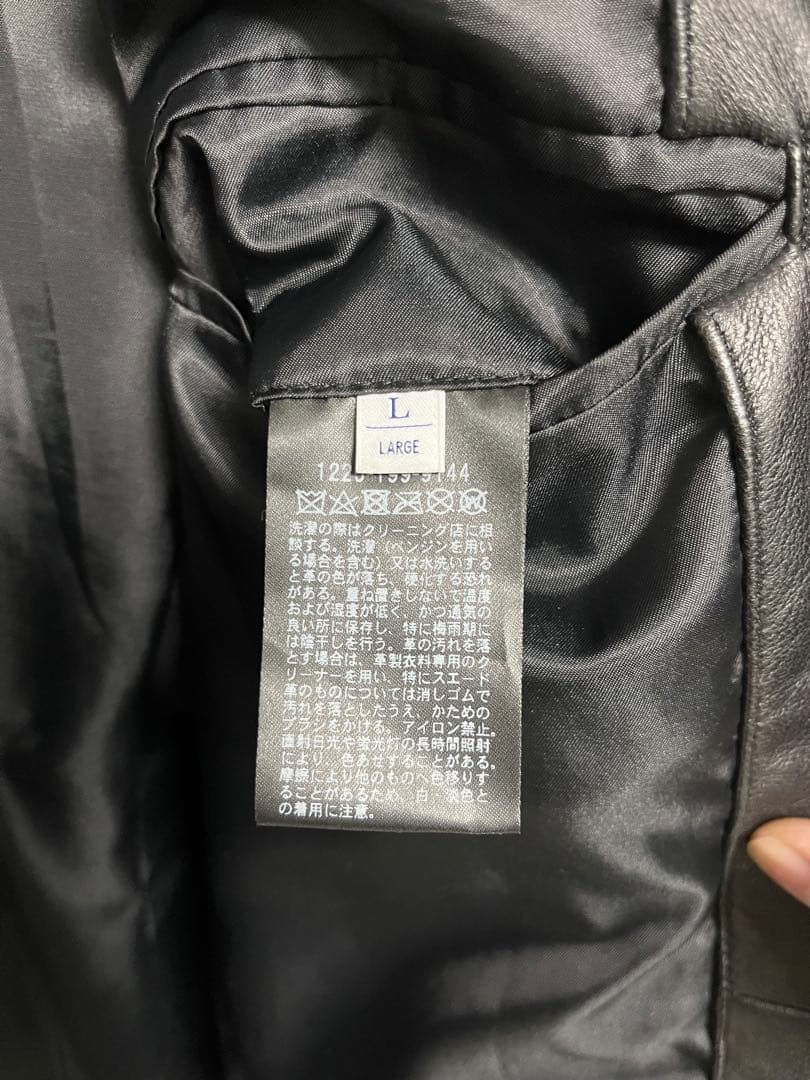 L
LARGE
洗濯の際はクリーニング店に相
談する。洗濯（ベンジンを用い
る場合を含む）又は水洗いする
と革の色が落ち、硬化する恐れ
がある。重ね置きしないで温度
および湿度が低く、かつ通気の
良い所に保存し、特に梅雨期に
は陰干しを行う。革の汚れを落
とす場合は、革製衣料専用のク
リーナーを用い、特にスエード
革のものについては消しゴムで
汚れを落としたうえ、かための
ブラシをかける。アイロン禁止。
直射日光や蛍光灯の長時間照射
により、色あせすることがある。
摩擦により他のものへ色移りす
ることがあるため、白・淡色と
の着用に注意。